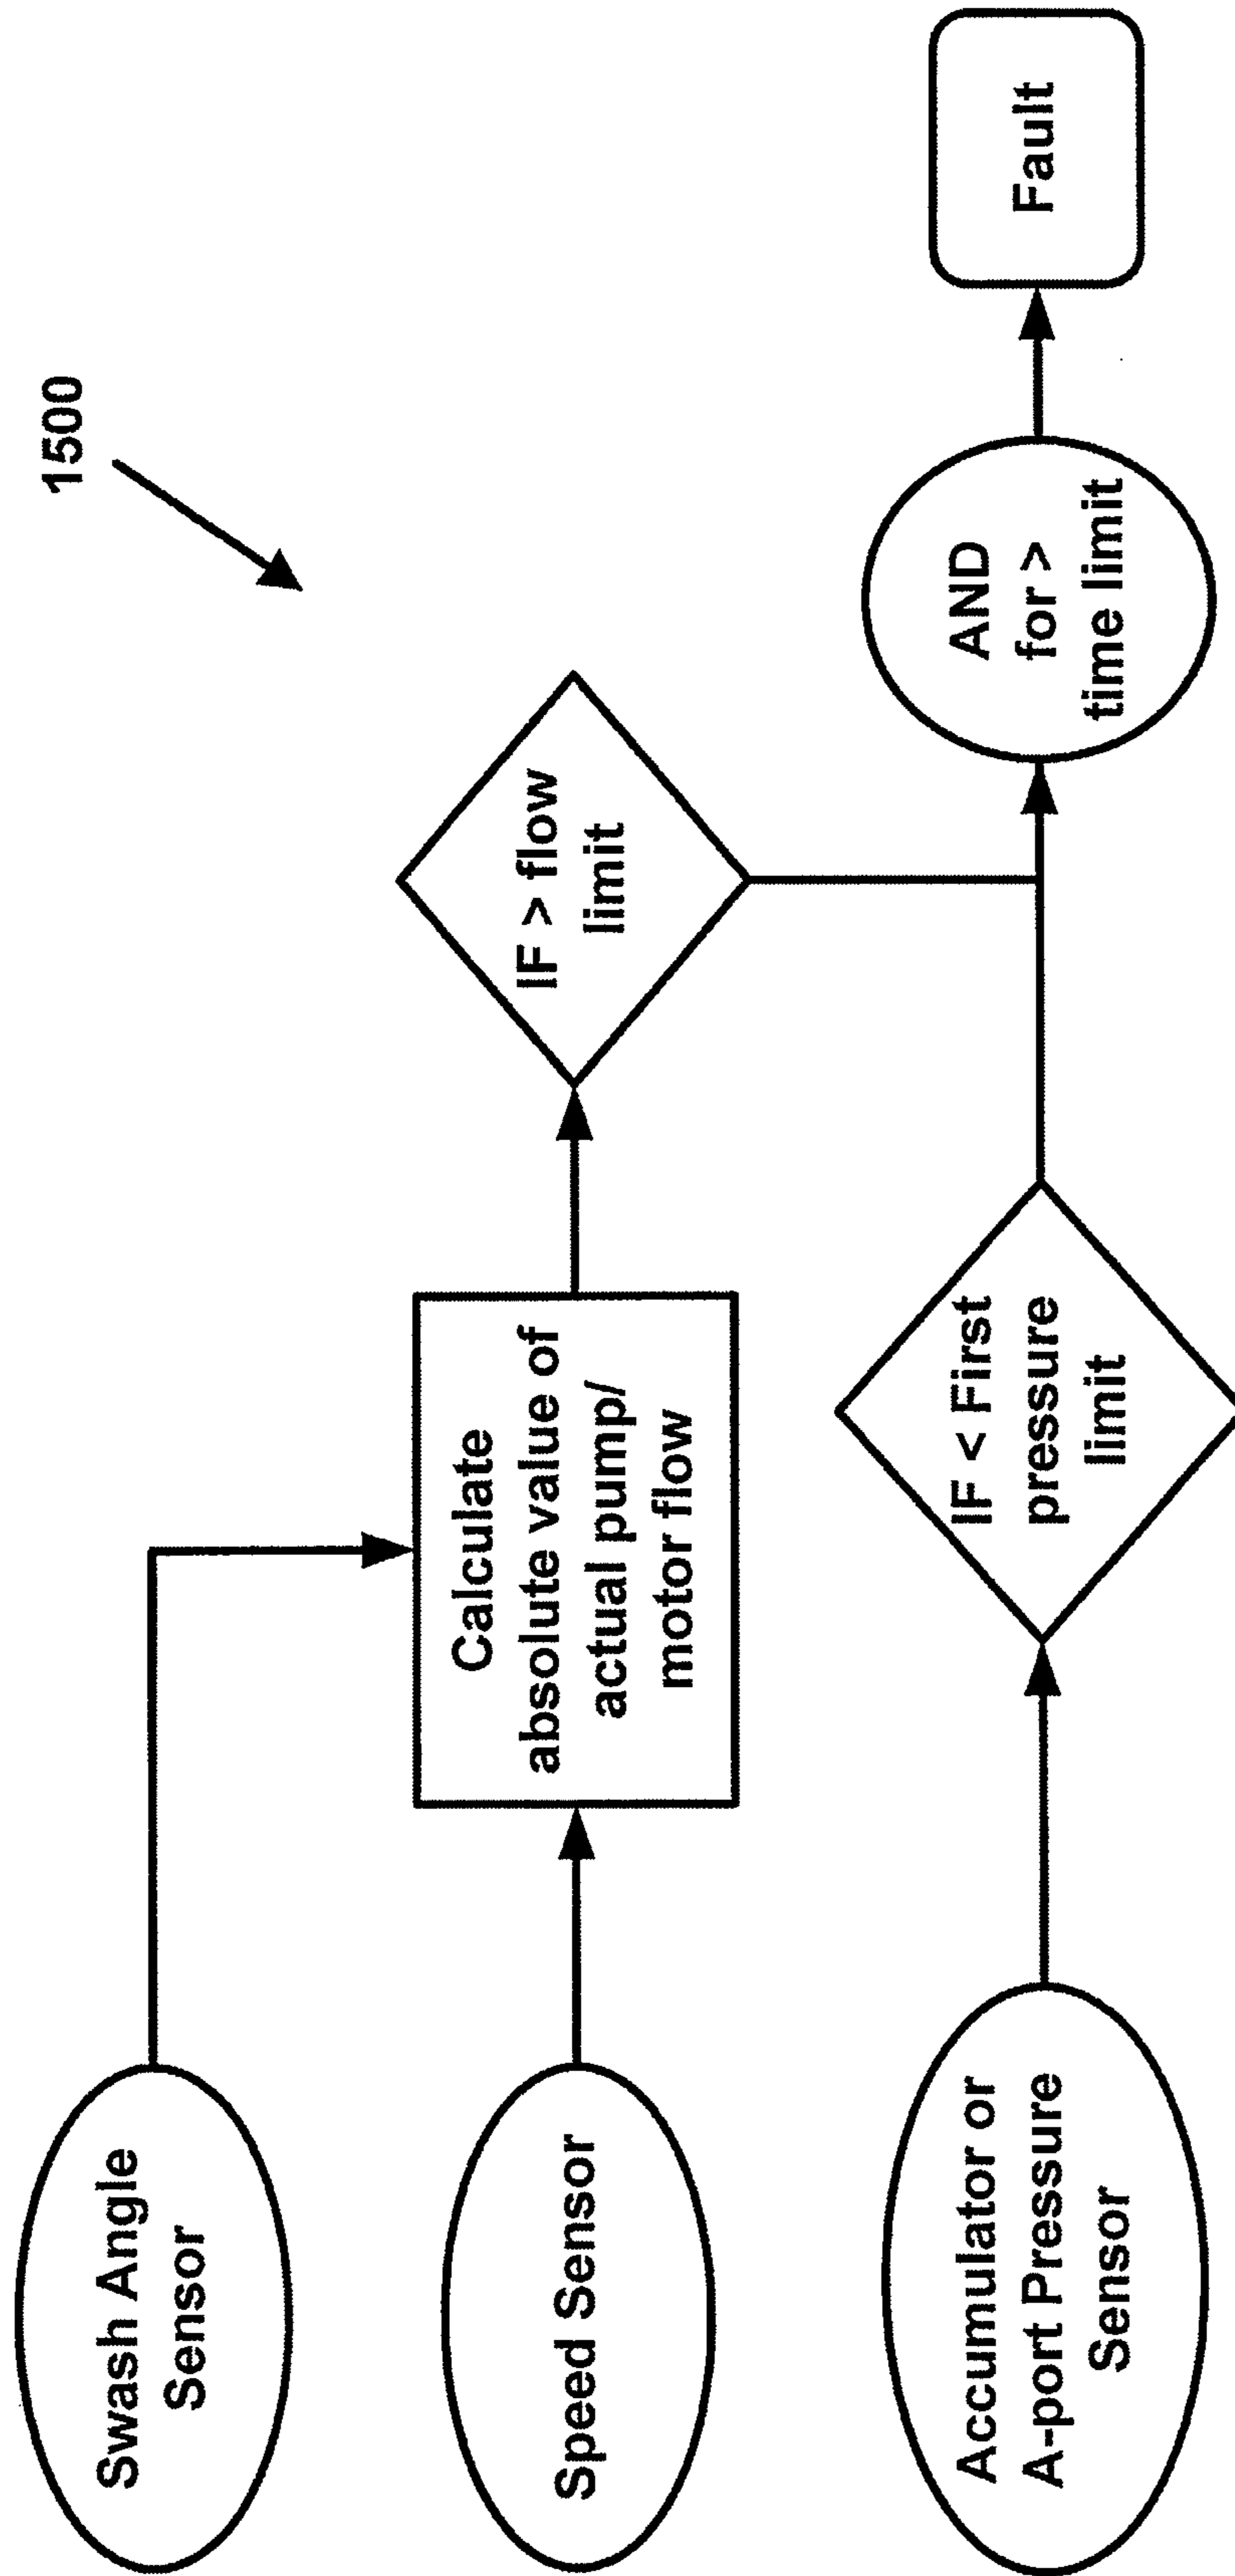 1500
Swash Angle
Sensor
Speed Sensor
Calculate
absolute value of
actual pump/
motor flow
IF > flow
limit
Accumulator or
A-port Pressure
Sensor
IF < First
pressure
limit
AND
for >
time limit
Fault